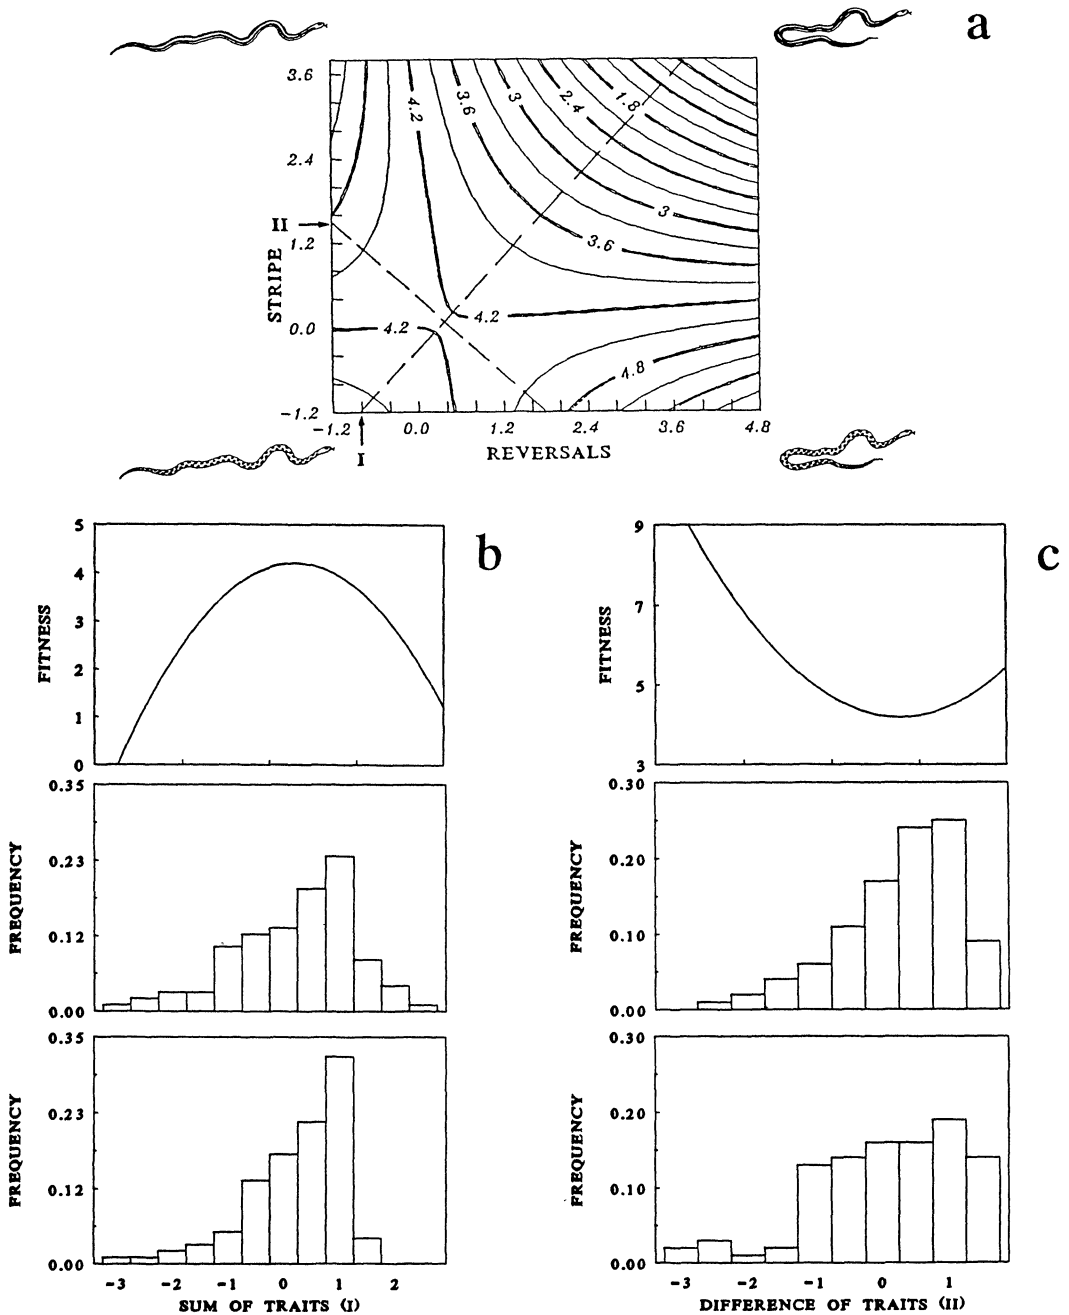 a
3.6
2.4
1.2
0.0
-1.2
STRIPE
II
4.2
3.6
3
2.4
1.8
3
3.6
4.2
4.2
4.8
-1.2 0.0 1.2 2.4 3.6 4.8
I
REVERSALS
b
5
4
3
2
1
0
FITNESS
0.35
0.23
0.12
0.00
FREQUENCY
0.35
0.23
0.12
0.00
FREQUENCY
-3 -2 -1 0 1 2
SUM OF TRAITS (I)
c
9
7
5
3
FITNESS
0.30
0.20
0.10
0.00
FREQUENCY
0.30
0.20
0.10
0.00
FREQUENCY
-3 -2 -1 0 1
DIFFERENCE OF TRAITS (II)